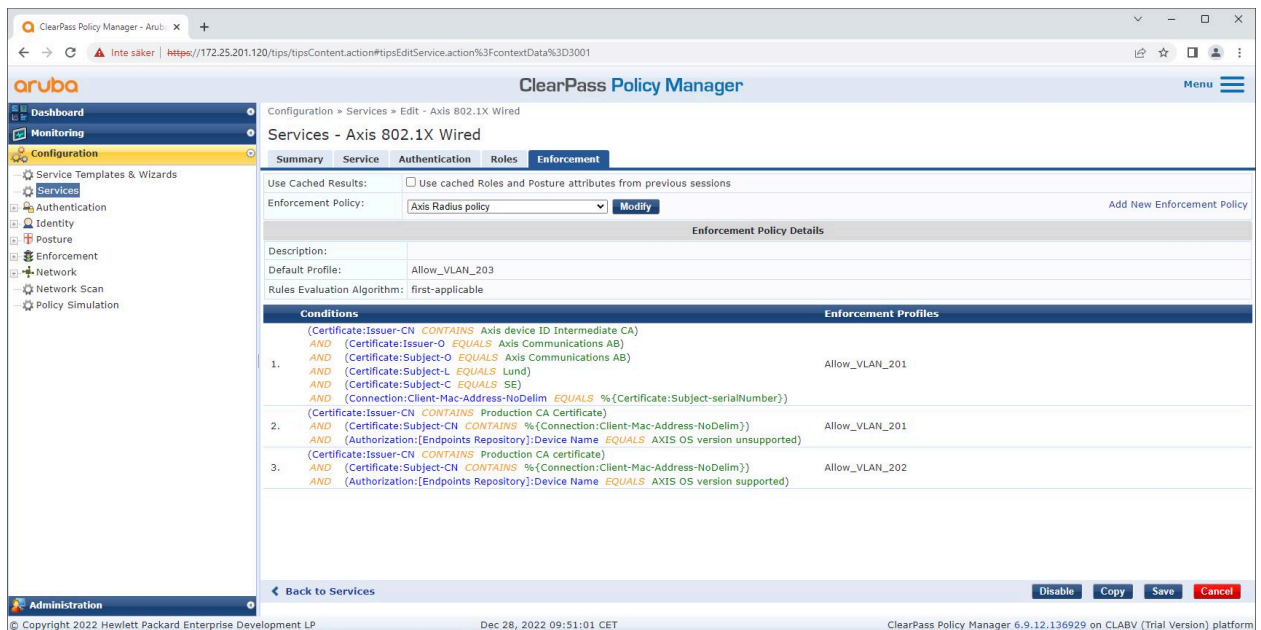 ClearPass Policy Manager - Arub
Inte säker | https://172.25.201.120/tips/tipsContent.action#tipsEditService.action%3FcontextData%3D3001
aruba
ClearPass Policy Manager
Menu
Dashboard
Monitoring
Configuration
Service Templates & Wizards
Services
Authentication
Identity
Posture
Enforcement
Network
Network Scan
Policy Simulation
Administration
Configuration » Services » Edit - Axis 802.1X Wired
Services - Axis 802.1X Wired
Summary Service Authentication Roles Enforcement
Use Cached Results: Use cached Roles and Posture attributes from previous sessions
Enforcement Policy: Axis Radius policy Modify Add New Enforcement Policy
Enforcement Policy Details
Description:
Default Profile: Allow_VLAN_203
Rules Evaluation Algorithm: first-applicable
Conditions Enforcement Profiles
(Certificate:Issuer-CN CONTAINS Axis device ID Intermediate CA)
AND (Certificate:Issuer-O EQUALS Axis Communications AB)
AND (Certificate:Subject-O EQUALS Axis Communications AB)
1. AND (Certificate:Subject-L EQUALS Lund) Allow_VLAN_201
AND (Certificate:Subject-C EQUALS SE)
AND (Connection:Client-Mac-Address-NoDelim EQUALS %{Certificate:Subject-serialNumber})
(Certificate:Issuer-CN CONTAINS Production CA Certificate)
2. AND (Certificate:Subject-CN CONTAINS %{Connection:Client-Mac-Address-NoDelim}) Allow_VLAN_201
AND (Authorization:[Endpoints Repository]:Device Name EQUALS AXIS OS version unsupported)
(Certificate:Issuer-CN CONTAINS Production CA certificate)
3. AND (Certificate:Subject-CN CONTAINS %{Connection:Client-Mac-Address-NoDelim}) Allow_VLAN_202
AND (Authorization:[Endpoints Repository]:Device Name EQUALS AXIS OS version supported)
Back to Services Disable Copy Save Cancel
© Copyright 2022 Hewlett Packard Enterprise Development LP Dec 28, 2022 09:51:01 CET ClearPass Policy Manager 6.9.12.136929 on CLABV (Trial Version) platform